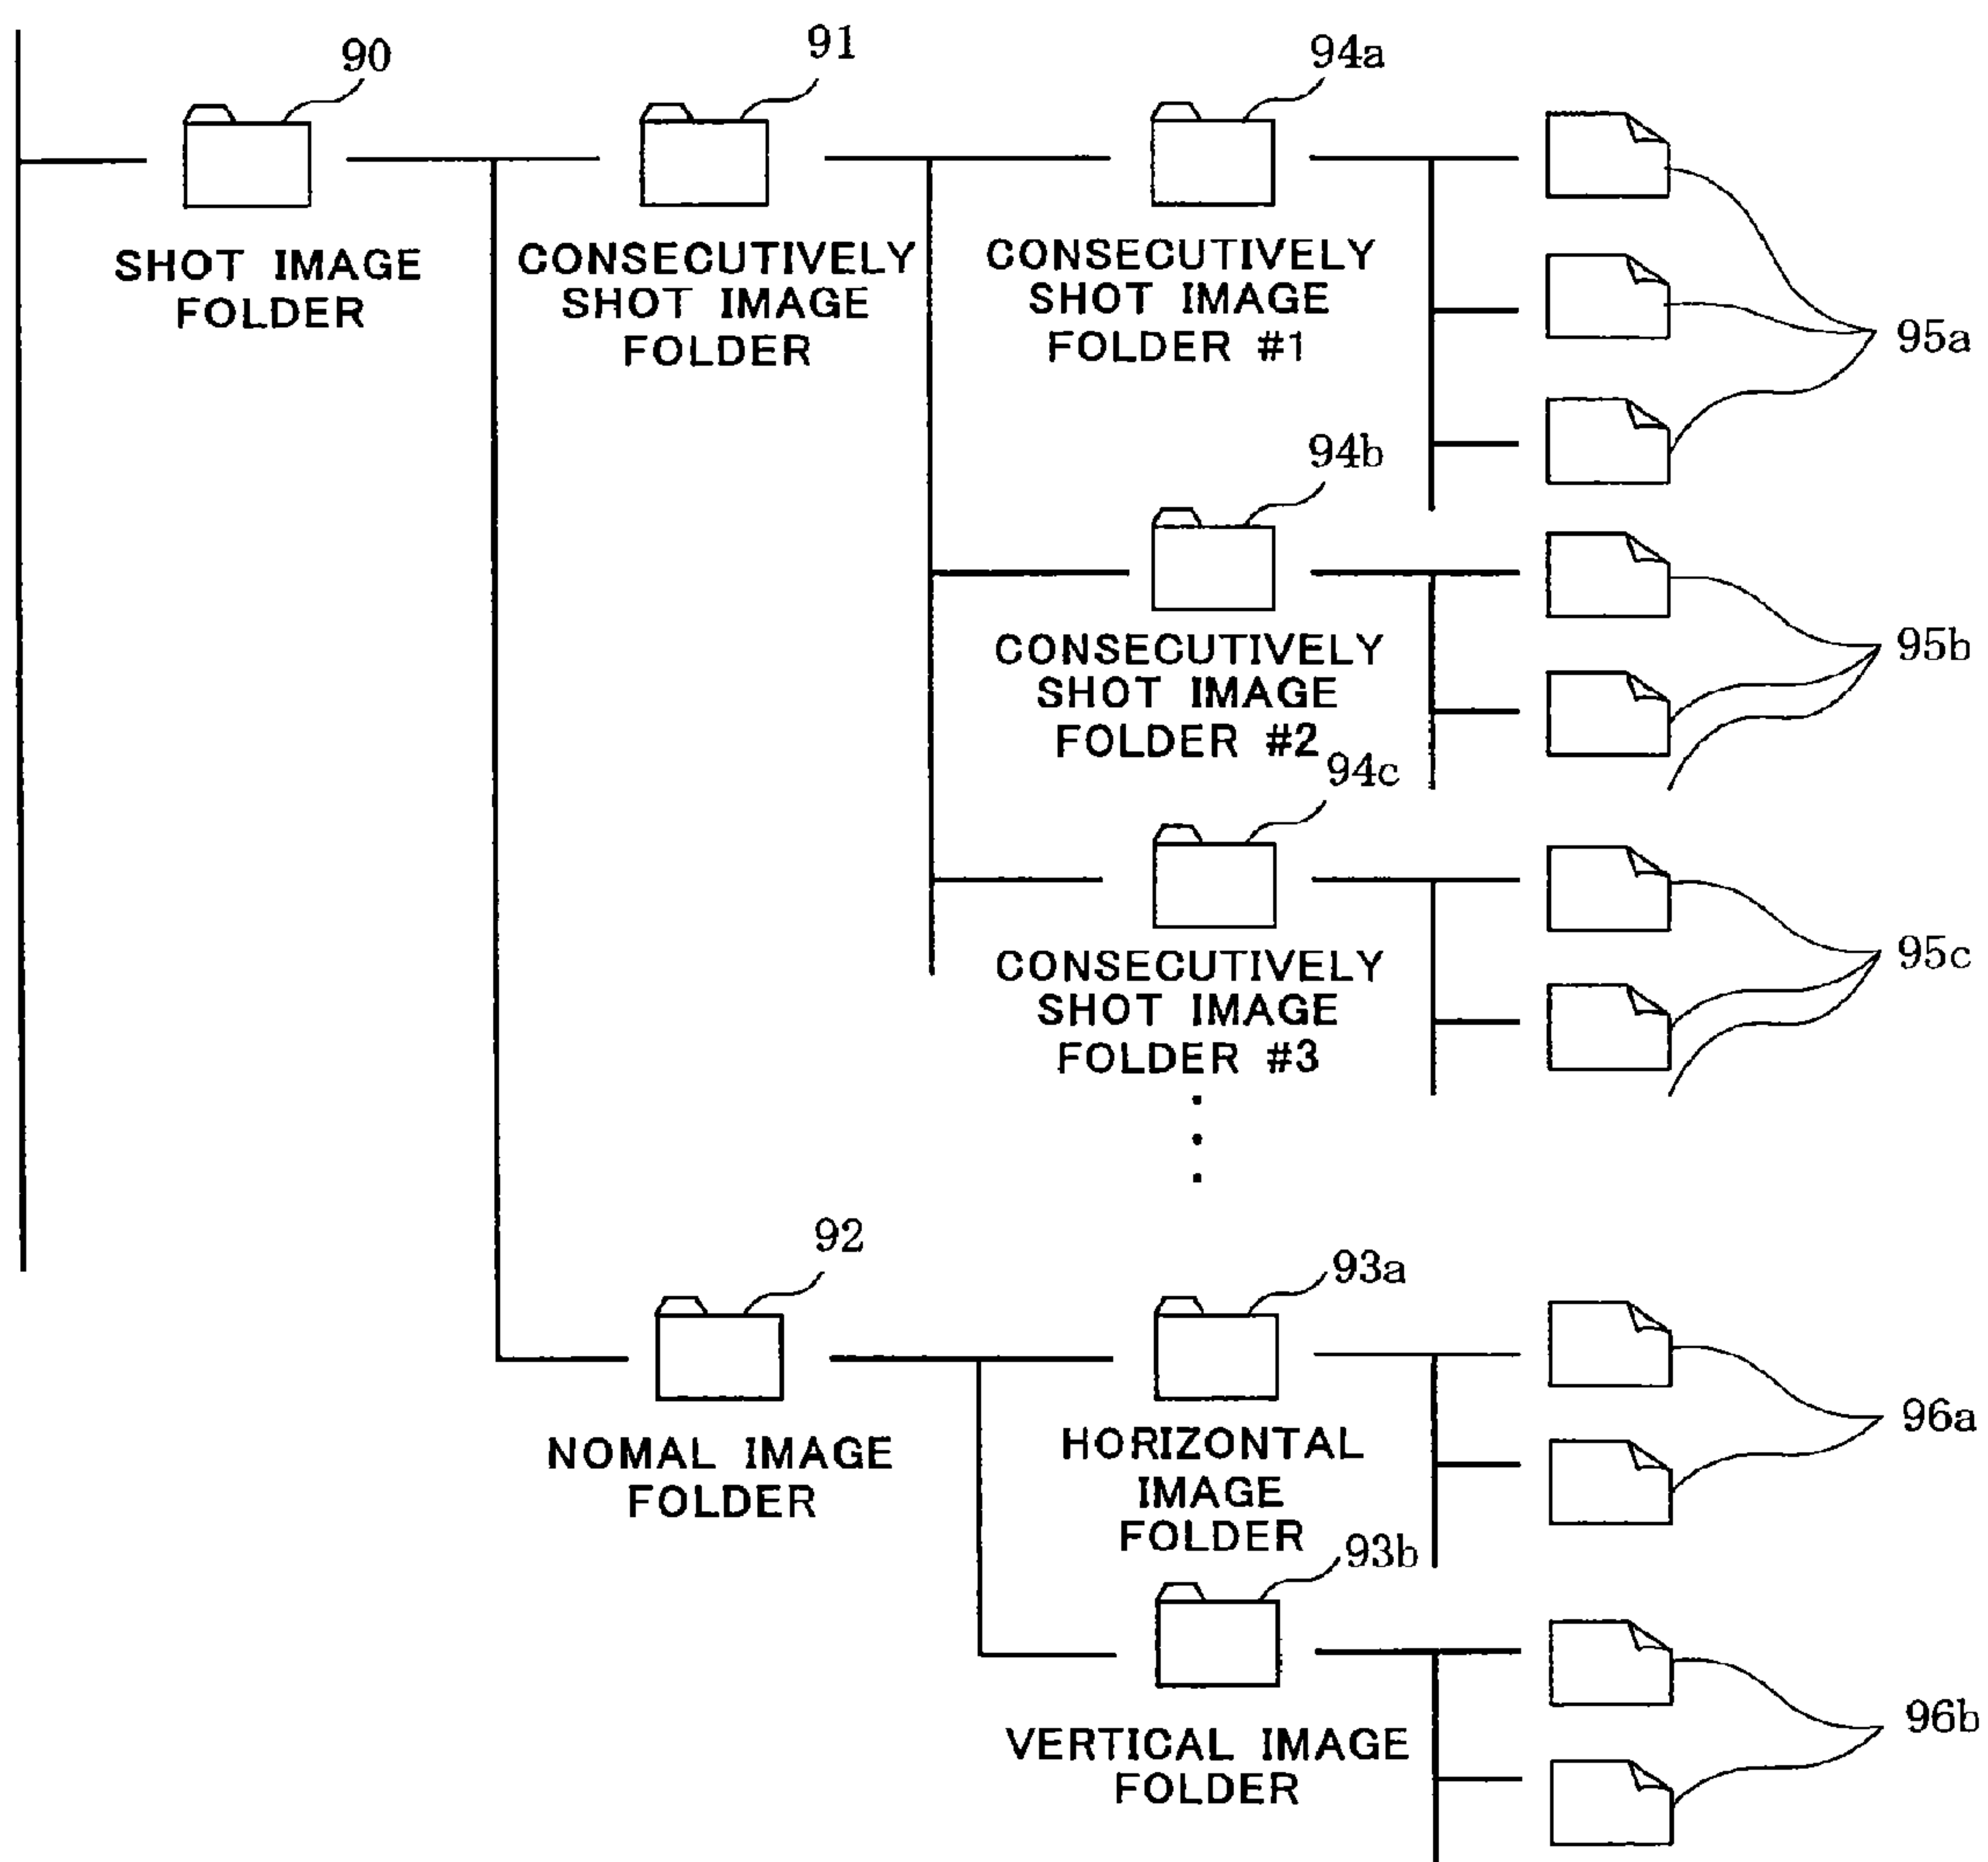 90
91
94a
SHOT IMAGE
FOLDER
CONSECUTIVELY
SHOT IMAGE
FOLDER
CONSECUTIVELY
SHOT IMAGE
FOLDER #1
95a
94b
CONSECUTIVELY
SHOT IMAGE
FOLDER #2
95b
94c
CONSECUTIVELY
SHOT IMAGE
FOLDER #3
95c
92
NOMAL IMAGE
FOLDER
93a
HORIZONTAL
IMAGE
FOLDER
96a
93b
VERTICAL IMAGE
FOLDER
96b